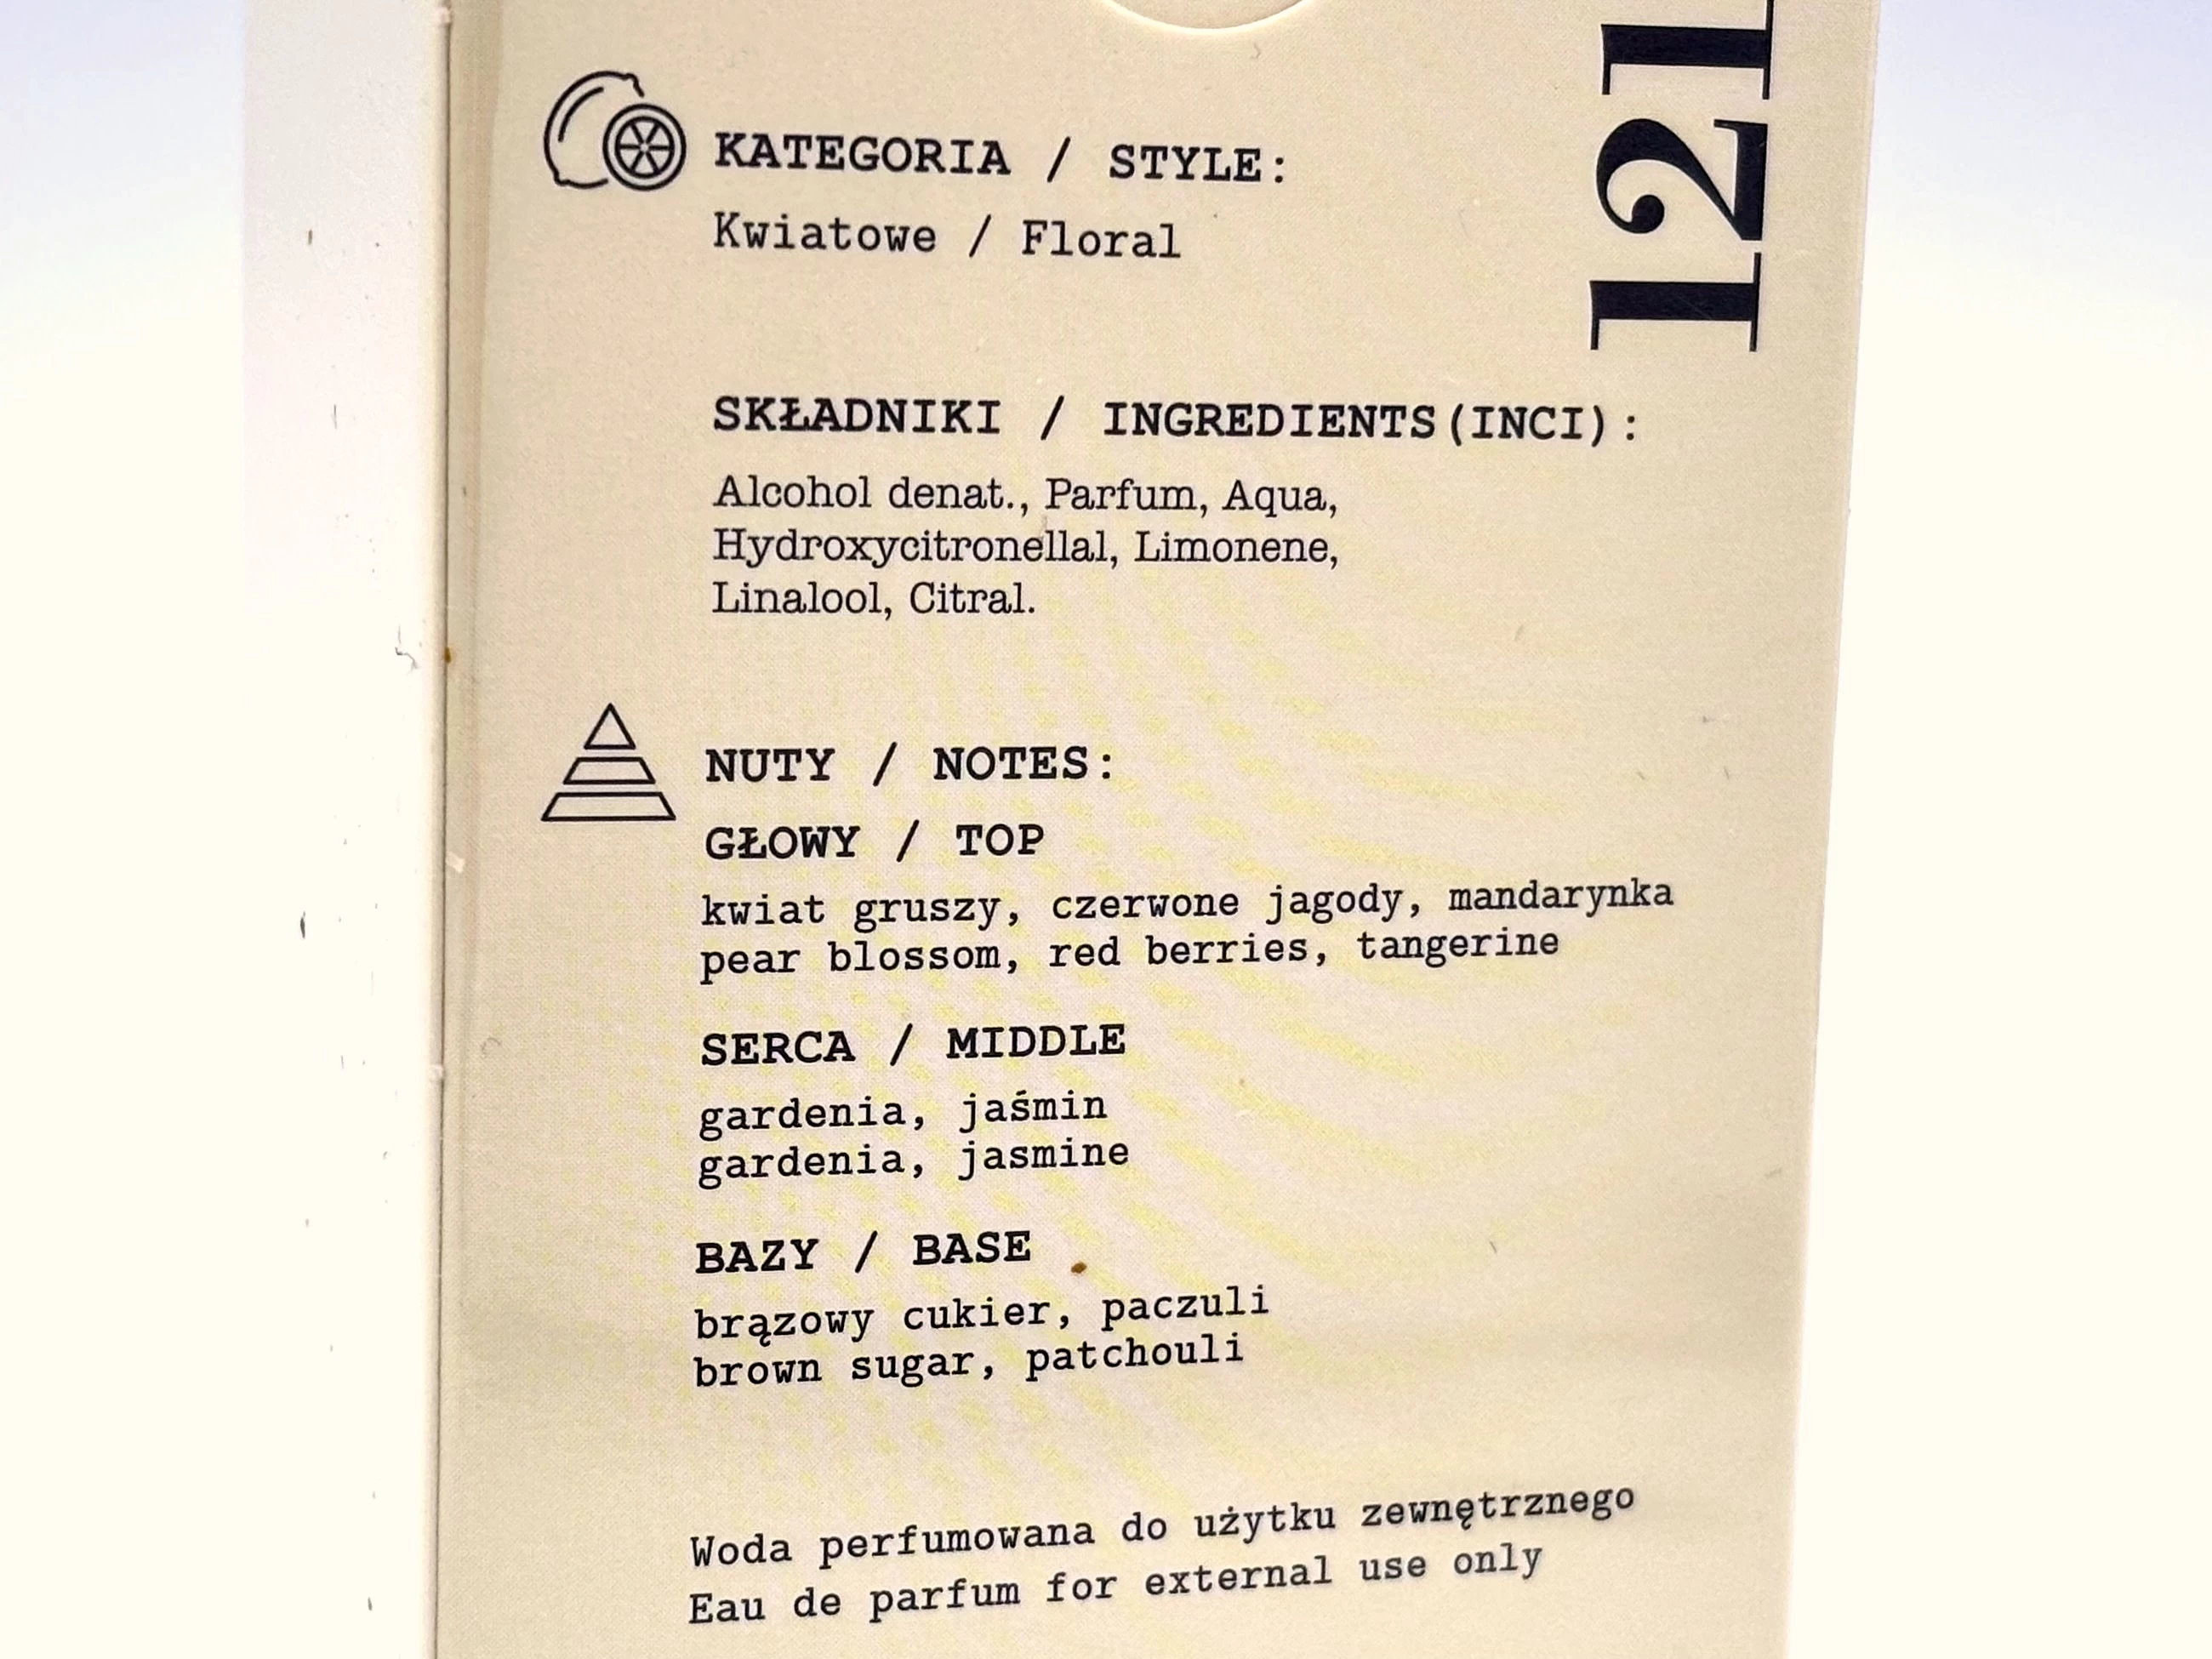 121
KATEGORIA / STYLE:
Kwiatowe / Floral
SKŁADNIKI / INGREDIENTS(INCI):
Alcohol denat., Parfum, Aqua,
Hydroxycitronellal, Limonene,
Linalool, Citral.
NUTY / NOTES:
GŁOWY / TOP
kwiat gruszy, czerwone jagody, mandarynka
pear blossom, red berries, tangerine
SERCA / MIDDLE
gardenia, jaśmin
gardenia, jasmine
BAZY / BASE
brązowy cukier, paczuli
brown sugar, patchouli
Woda perfumowana do użytku zewnętrznego
Eau de parfum for external use only